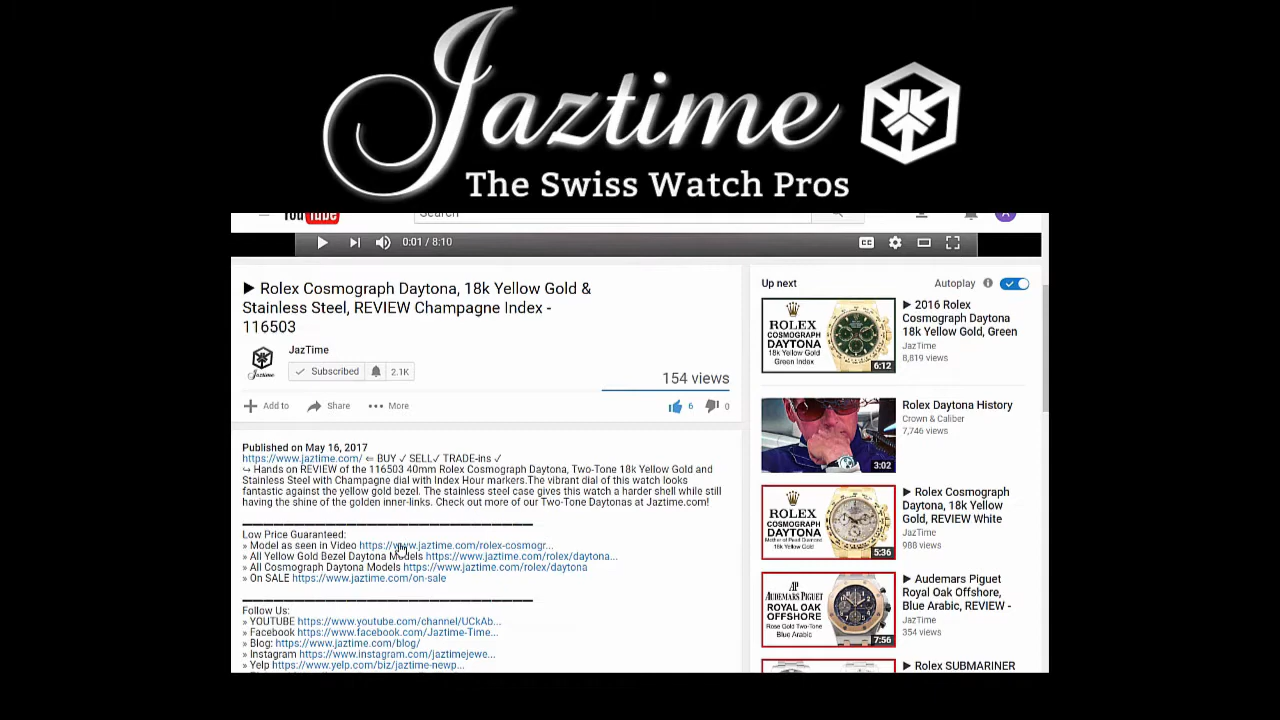 Jaztime
The Swiss Watch Pros
YouTube
Search
0:01 / 8:10
CC
▶ Rolex Cosmograph Daytona, 18k Yellow Gold &
Stainless Steel, REVIEW Champagne Index -
116503
Jaztime
JazTime
✓ Subscribed 2.1K
154 views
+ Add to Share ••• More
6 0
Published on May 16, 2017
https://www.jaztime.com/ ⇐ BUY ✓ SELL✓ TRADE-ins ✓
↪ Hands on REVIEW of the 116503 40mm Rolex Cosmograph Daytona, Two-Tone 18k Yellow Gold and
Stainless Steel with Champagne dial with Index Hour markers.The vibrant dial of this watch looks
fantastic against the yellow gold bezel. The stainless steel case gives this watch a harder shell while still
having the shine of the golden inner-links. Check out more of our Two-Tone Daytonas at Jaztime.com!
Low Price Guaranteed:
» Model as seen in Video https://www.jaztime.com/rolex-cosmogr...
» All Yellow Gold Bezel Daytona Models https://www.jaztime.com/rolex/daytona...
» All Cosmograph Daytona Models https://www.jaztime.com/rolex/daytona
» On SALE https://www.jaztime.com/on-sale
Follow Us:
» YOUTUBE https://www.youtube.com/channel/UCkAb...
» Facebook https://www.facebook.com/Jaztime-Time...
» Blog: https://www.jaztime.com/blog/
» Instagram https://www.instagram.com/jaztimejewe...
» Yelp https://www.yelp.com/biz/jaztime-newp...
Up next
Autoplay
ROLEX
COSMOGRAPH
DAYTONA
18k Yellow Gold
Green Index
6:12
▶ 2016 Rolex
Cosmograph Daytona
18k Yellow Gold, Green
JazTime
8,819 views
3:02
Rolex Daytona History
Crown & Caliber
7,746 views
ROLEX
COSMOGRAPH
DAYTONA
Mother of Pearl Diamond
18k Yellow Gold
5:36
▶ Rolex Cosmograph
Daytona, 18k Yellow
Gold, REVIEW White
JazTime
988 views
AP
AUDEMARS PIGUET
ROYAL OAK
OFFSHORE
Rose Gold Two-Tone
Blue Arabic
7:56
▶ Audemars Piguet
Royal Oak Offshore,
Blue Arabic, REVIEW -
JazTime
354 views
▶ Rolex SUBMARINER